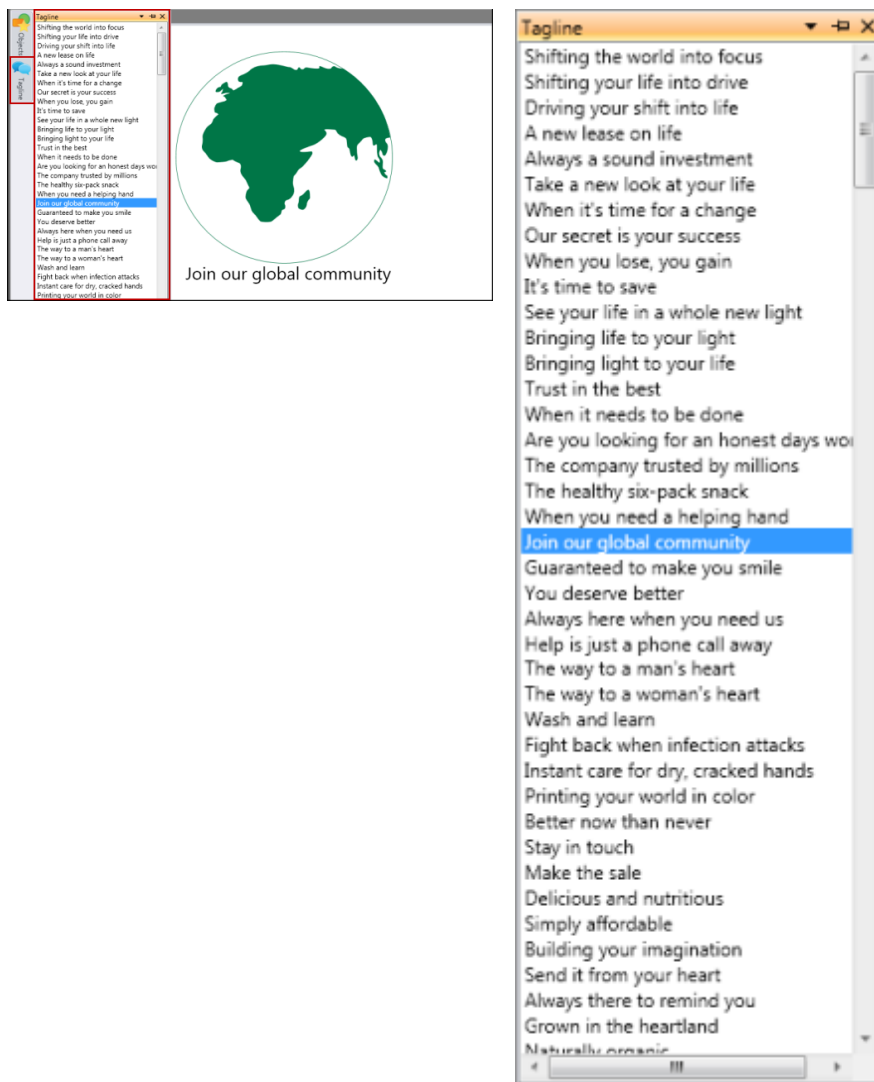 Tagline
Objects
Tagline
Shifting the world into focus
Shifting your life into drive
Driving your shift into life
A new lease on life
Always a sound investment
Take a new look at your life
When it's time for a change
Our secret is your success
When you lose, you gain
It's time to save
See your life in a whole new light
Bringing life to your light
Bringing light to your life
Trust in the best
When it needs to be done
Are you looking for an honest days wo
The company trusted by millions
The healthy six-pack snack
When you need a helping hand
Join our global community
Guaranteed to make you smile
You deserve better
Always here when you need us
Help is just a phone call away
The way to a man's heart
The way to a woman's heart
Wash and learn
Fight back when infection attacks
Instant care for dry, cracked hands
Printing your world in color
Join our global community
Tagline
Shifting the world into focus
Shifting your life into drive
Driving your shift into life
A new lease on life
Always a sound investment
Take a new look at your life
When it's time for a change
Our secret is your success
When you lose, you gain
It's time to save
See your life in a whole new light
Bringing life to your light
Bringing light to your life
Trust in the best
When it needs to be done
Are you looking for an honest days wo
The company trusted by millions
The healthy six-pack snack
When you need a helping hand
Join our global community
Guaranteed to make you smile
You deserve better
Always here when you need us
Help is just a phone call away
The way to a man's heart
The way to a woman's heart
Wash and learn
Fight back when infection attacks
Instant care for dry, cracked hands
Printing your world in color
Better now than never
Stay in touch
Make the sale
Delicious and nutritious
Simply affordable
Building your imagination
Send it from your heart
Always there to remind you
Grown in the heartland
Naturally organic